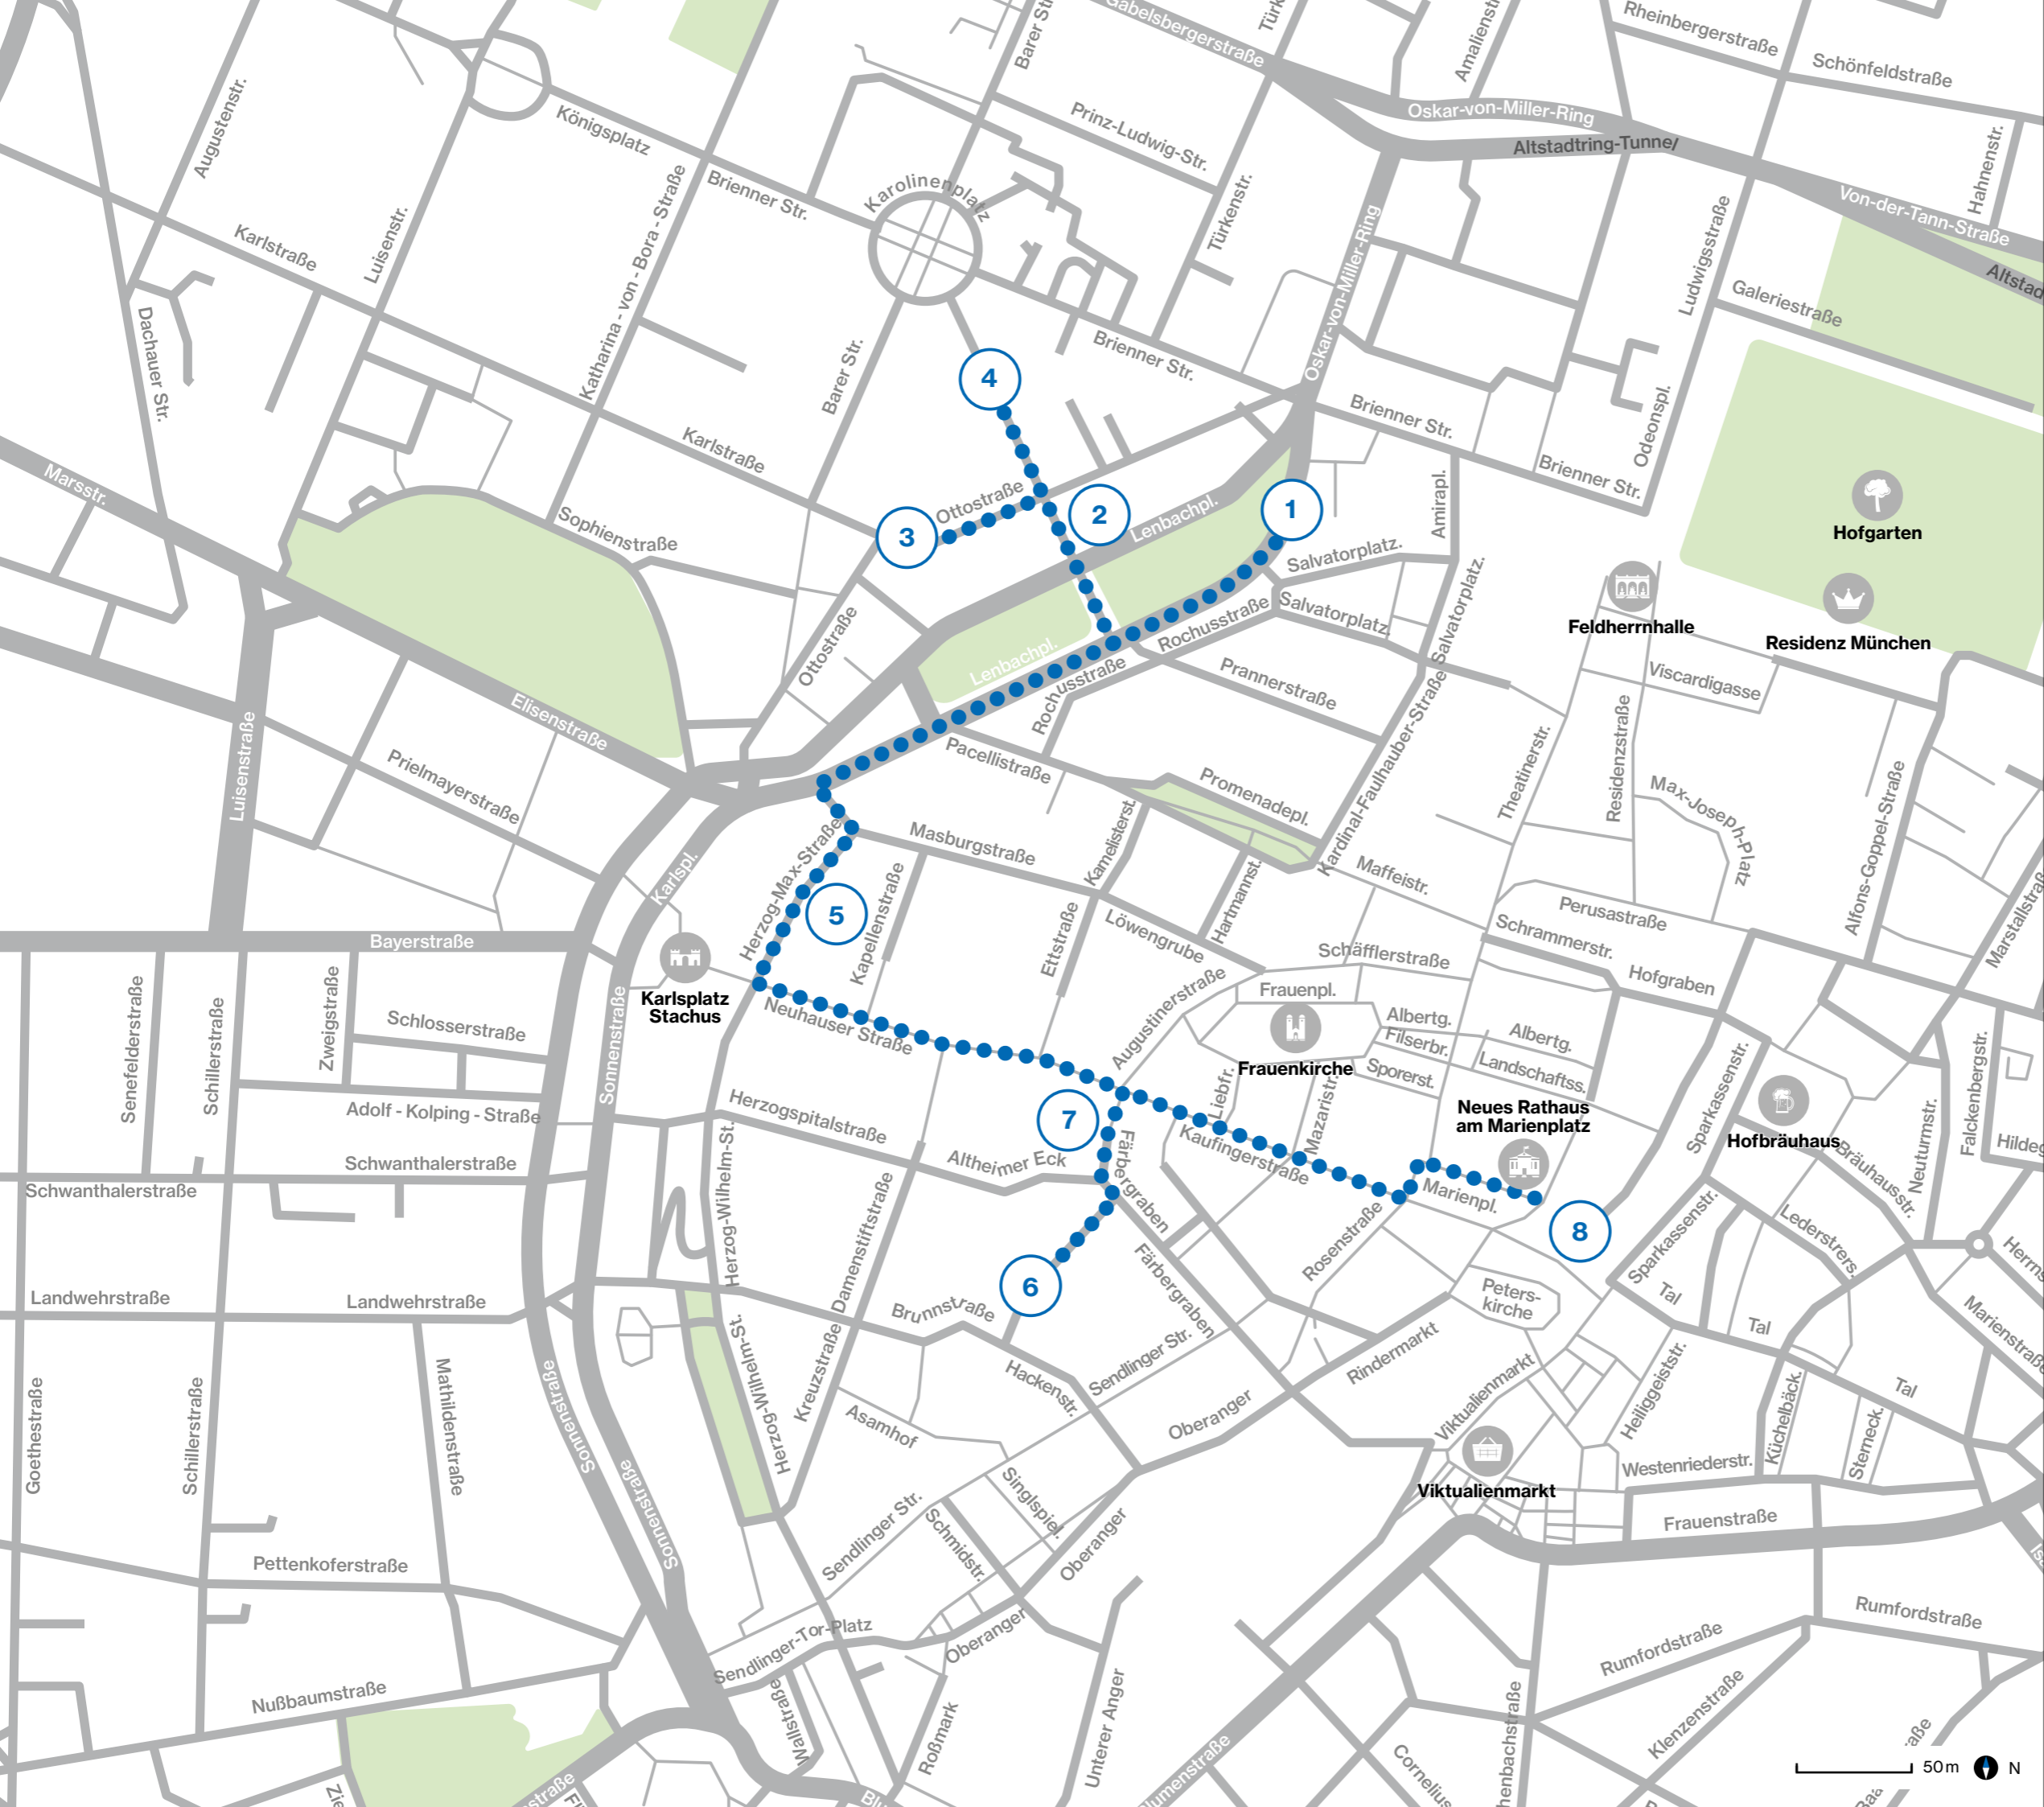 Gabelsbergerstraße
Barer Str.
Amalienstr.
Rheinbergerstraße
Schönfeldstraße
Augustenstr.
Königsplatz
Prinz-Ludwig-Str.
Oskar-von-Miller-Ring
Altstadtring-Tunnel
Hahnenstr.
Von-der-Tann-Straße
Karolinenplatz
Brienner Str.
Türkenstr.
Luisenstr.
Karlstraße
Katharina - von - Bora - Straße
Oskar-von-Miller-Ring
Ludwigsstraße
Galeriestraße
Dachauer Str.
Barer Str.
Brienner Str.
4
Brienner Str.
Odeonspl.
Karlstraße
Marsstr.
Brienner Str.
Amirapl.
Hofgarten
Sophienstraße
Ottostraße
3
2
1
Lenbachpl.
Salvatorplatz.
Salvatorplatz.
Salvatorplatz.
Feldherrnhalle
Residenz München
Ottostraße
Lenbachpl.
Rochusstraße
Rochusstraße
Prannerstraße
Viscardigasse
Elisenstraße
Luisenstraße
Prielmayerstraße
Pacellistraße
Promenadepl.
Kardinal-Faulhauber-Straße
Theatinerstr.
Residenzstraße
Max-Joseph-Platz
Alfons-Goppel-Straße
Karlspl.
Herzog-Max-Straße
5
Masburgstraße
Kapellenstraße
Kamelisterst.
Hartmannst.
Maffeistr.
Perusastraße
Schrammerstr.
Hofgraben
Bayerstraße
Ettstraße
Löwengrube
Schäfflerstraße
Karlsplatz
Stachus
Neuhauser Straße
Augustinerstraße
Frauenpl.
Frauenkirche
Albertg.
Filserbr.
Albertg.
Landschaftss.
Sporerst.
Senefelderstraße
Schillerstraße
Zweigstraße
Schlosserstraße
Sonnenstraße
Adolf - Kolping - Straße
Schwanthalerstraße
Schwanthalerstraße
Herzogspitalstraße
Altheimer Eck
7
Färbergraben
Liebfr.
Kaufingerstraße
Mazaristr.
Neues Rathaus
am Marienplatz
Marienpl.
8
Sparkassenstr.
Hofbräuhaus
Bräuhausstr.
Neuturmstr.
Falckenbergstr.
Landwehrstraße
Landwehrstraße
Herzog-Wilhelm-St.
Damenstiftstraße
6
Brunnstraße
Färbergraben
Rosenstraße
Peters-
kirche
Sparkassenstr.
Lederstrers.
Tal
Tal
Tal
Goethestraße
Schillerstraße
Mathildenstraße
Sonnenstraße
Sonnenstraße
Herzog-Wilhelm-St.
Kreuzstraße
Asamhof
Hackenstr.
Sendlinger Str.
Oberanger
Rindermarkt
Viktualienmarkt
Viktualienmarkt
Heiliggeiststr.
Küchelbäck.
Sterneck.
Westenriederstr.
Frauenstraße
Pettenkoferstraße
Sendlinger Str.
Schmidstr.
Singlspiel.
Oberanger
Sendlinger-Tor-Platz
Oberanger
Nußbaumstraße
Wallstraße
Roßmark
Unterer Anger
Rumfordstraße
Rumfordstraße
Klenzenstraße
50 m
N